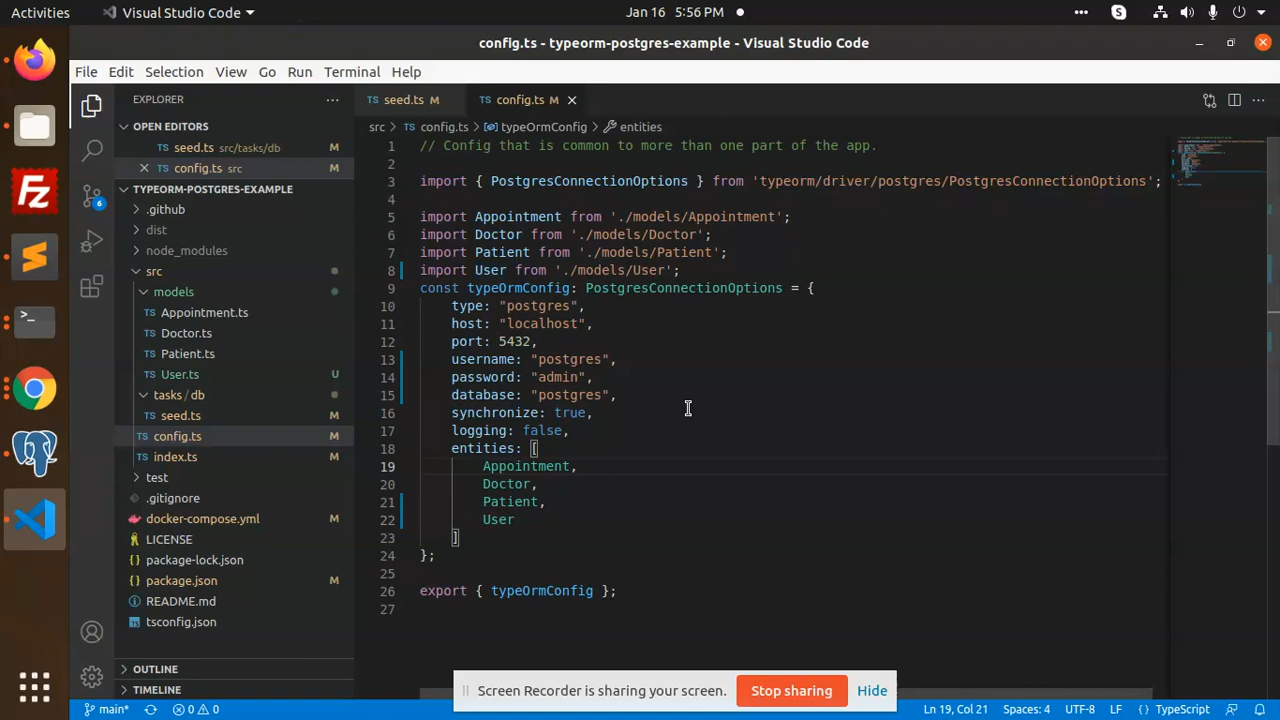 Activities
Visual Studio Code
Jan 16 5:56 PM
config.ts - typeorm-postgres-example - Visual Studio Code
File Edit Selection View Go Run Terminal Help
EXPLORER
OPEN EDITORS
seed.ts src/tasks/db M
config.ts src M
TYPEORM-POSTGRES-EXAMPLE
.github
dist
node_modules
src
models
TS Appointment.ts
TS Doctor.ts
TS Patient.ts
TS User.ts
tasks/db
TS seed.ts M
TS config.ts M
TS index.ts M
test
.gitignore
docker-compose.yml M
LICENSE
package-lock.json
package.json M
README.md
tsconfig.json
OUTLINE
TIMELINE
TS seed.ts M
TS config.ts M
src > TS config.ts > typeOrmConfig > entities
1 // Config that is common to more than one part of the app.
2
3 import { PostgresConnectionOptions } from 'typeorm/driver/postgres/PostgresConnectionOptions';
4
5 import Appointment from './models/Appointment';
6 import Doctor from './models/Doctor';
7 import Patient from './models/Patient';
8 import User from './models/User';
9 const typeOrmConfig: PostgresConnectionOptions = {
10 type: "postgres",
11 host: "localhost",
12 port: 5432,
13 username: "postgres",
14 password: "admin",
15 database: "postgres",
16 synchronize: true,
17 logging: false,
18 entities: [
19 Appointment,
20 Doctor,
21 Patient,
22 User
23 ]
24 };
25
26 export { typeOrmConfig };
27
Screen Recorder is sharing your screen. Stop sharing Hide
main* 0 0
Ln 19, Col 21 Spaces: 4 UTF-8 LF {} TypeScript